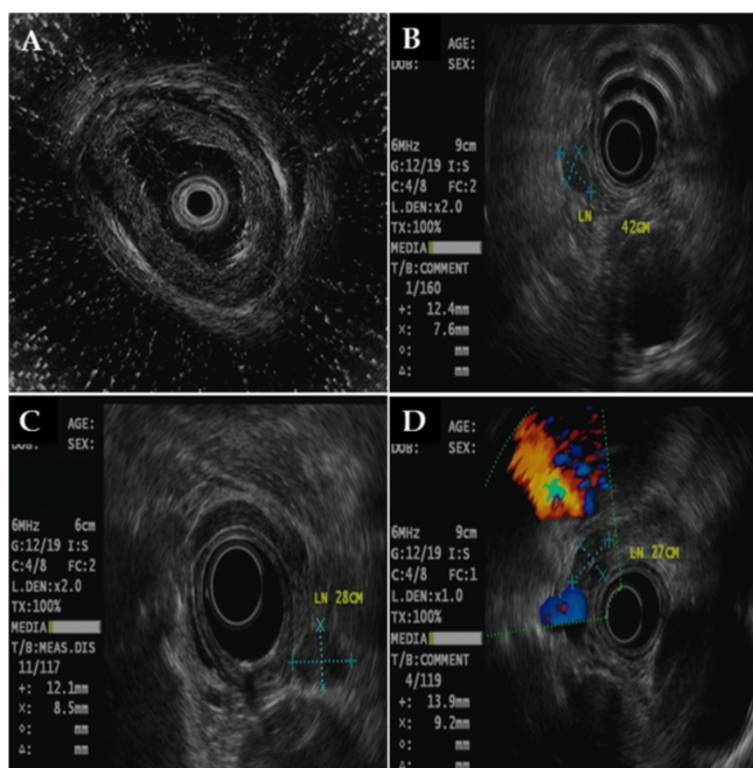 A
B
AGE:
DOB: SEX:
6MHz 9cm
G:12/19 I:S
C:4/8 FC:2
L.DEN:x2.0
TX:100%
MEDIA
T/B:COMMENT
1/160
+: 12.4mm
×: 7.6mm
◇: mm
△: mm
LN
42CM
C
AGE:
DOB: SEX:
6MHz 6cm
G:12/19 I:S
C:4/8 FC:2
L.DEN:x2.0
TX:100%
MEDIA
T/B:MEAS.DIS
11/117
+: 12.1mm
×: 8.5mm
◇: mm
△: mm
LN 28CM
D
AGE:
DOB: SEX:
6MHz 9cm
G:12/19 I:S
C:4/8 FC:1
L.DEN:x1.0
TX:100%
MEDIA
T/B:COMMENT
4/119
+: 13.9mm
×: 9.2mm
◇: mm
△: mm
LN 27CM